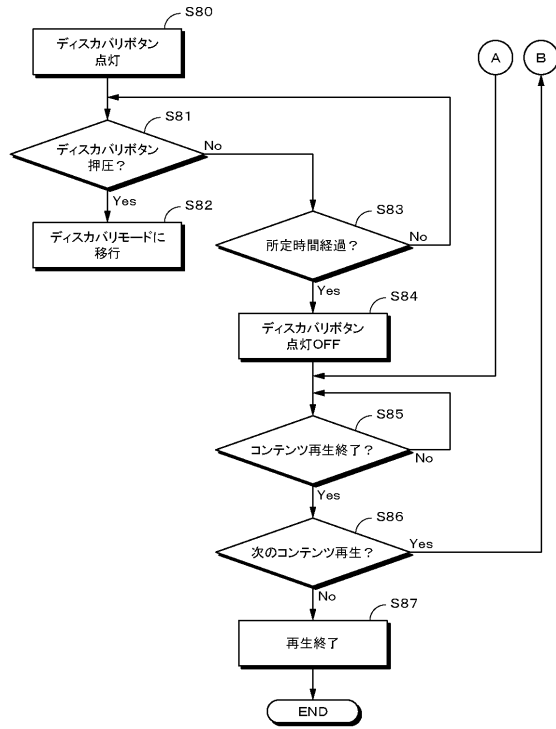 S80
ディスカバリボタン
点灯
A
B
S81
ディスカバリボタン
押圧？
No
Yes
S82
ディスカバリモードに
移行
S83
所定時間経過？
No
Yes
S84
ディスカバリボタン
点灯OFF
S85
コンテンツ再生終了？
No
Yes
S86
次のコンテンツ再生？
Yes
No
S87
再生終了
END